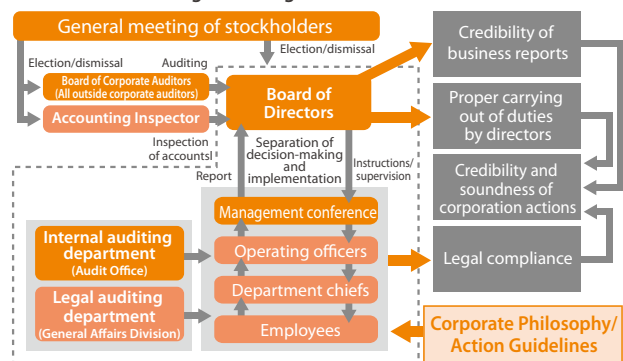 General meeting of stockholders
Election/dismissal
Auditing
Election/dismissal
Board of Corporate Auditors
(All outside corporate auditors)
Accounting Inspector
Inspection
of accountsl
Board of
Directors
Report
Separation of
decision-making
and
implementation
Instructions/
supervision
Management conference
Operating officers
Department chiefs
Employees
Internal auditing
department
(Audit Office)
Legal auditing
department
(General Affairs Division)
Credibility of
business reports
Proper carrying
out of duties
by directors
Credibility and
soundness of
corporation actions
Legal compliance
Corporate Philosophy/
Action Guidelines